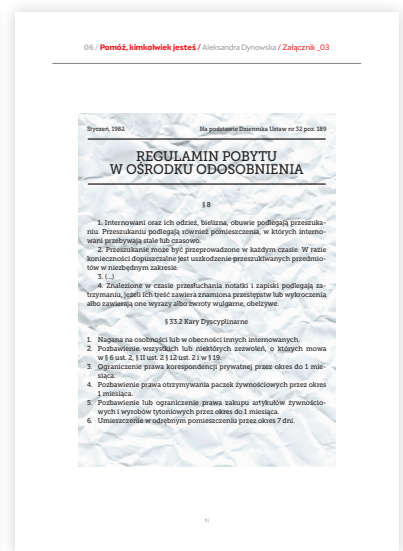 06 / Pomóż, kimkolwiek jesteś / Aleksandra Dynowska / Załącznik _03
Styczeń, 1982 Na podstawie Dziennika Ustaw nr 32 poz. 189
REGULAMIN POBYTU
W OŚRODKU ODOSOBNIENIA
§ 8
1. Internowani oraz ich odzież, bielizna, obuwie podlegają przeszuka-
niu. Przeszukaniu podlegają również pomieszczenia, w których interno-
wani przebywają stale lub czasowo.
2. Przeszukanie może być przeprowadzone w każdym czasie. W razie
konieczności dopuszczalne jest uszkodzenie przeszukiwanych przedmio-
tów w niezbędnym zakresie.
3. (...)
4. Znalezione w czasie przesłuchania notatki i zapiski podlegają za-
trzymaniu, jeżeli ich treść zawiera znamiona przestępstw lub wykroczenia
albo zawierają one wyrazy albo zwroty wulgarne, obelżywe.
§ 33.2 Kary Dyscyplinarne
1. Nagana na osobności lub w obecności innych internowanych.
2. Pozbawienie wszystkich lub niektórych zezwoleń, o których mowa
w § 6 ust. 2, § 11 ust. 2 § 12 ust. 2 i w § 19.
3. Ograniczenie prawa korespondencji prywatnej przez okres do 1 mie-
siąca.
4. Pozbawienie prawa otrzymywania paczek żywnościowych przez okres
1 miesiąca.
5. Pozbawienie lub ograniczenie prawa zakupu artykułów żywnościo-
wych i wyrobów tytoniowych przez okres do 1 miesiąca.
6. Umieszczenie w odrębnym pomieszczeniu przez okres 7 dni.